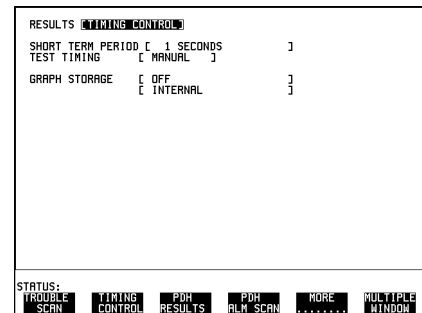 RESULTS [TIMING CONTROL]
SHORT TERM PERIOD [ 1 SECONDS ]
TEST TIMING [ MANUAL ]
GRAPH STORAGE [ OFF ]
[ INTERNAL ]
STATUS:
TROUBLE TIMING PDH PDH MORE MULTIPLE
SCAN CONTROL RESULTS ALM SCAN ........ WINDOW